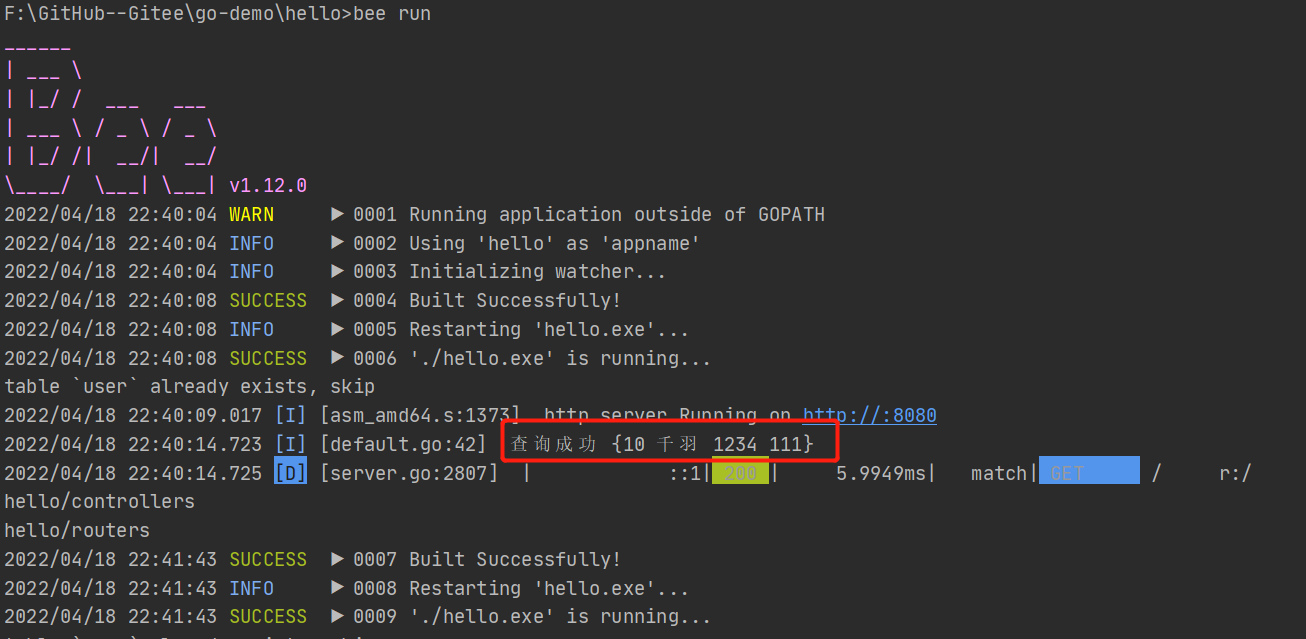 F:\GitHub--Gitee\go-demo\hello>bee run
______
| ___ \
| |_/ /  ___   ___
| ___ \ / _ \ / _ \
| |_/ /|  __/|  __/
\____/  \___| \___| v1.12.0
2022/04/18 22:40:04 WARN     ▶ 0001 Running application outside of GOPATH
2022/04/18 22:40:04 INFO     ▶ 0002 Using 'hello' as 'appname'
2022/04/18 22:40:04 INFO     ▶ 0003 Initializing watcher...
2022/04/18 22:40:08 SUCCESS  ▶ 0004 Built Successfully!
2022/04/18 22:40:08 INFO     ▶ 0005 Restarting 'hello.exe'...
2022/04/18 22:40:08 SUCCESS  ▶ 0006 './hello.exe' is running...
table `user` already exists, skip
2022/04/18 22:40:09.017 [I] [asm_amd64.s:1373]  http server Running on http://:8080
2022/04/18 22:40:14.723 [I] [default.go:42]  查询成功 {10 千羽 1234 111}
2022/04/18 22:40:14.725 [D] [server.go:2807]  |            ::1| 200 |     5.9949ms|   match| GET      /      r:/
hello/controllers
hello/routers
2022/04/18 22:41:43 SUCCESS  ▶ 0007 Built Successfully!
2022/04/18 22:41:43 INFO     ▶ 0008 Restarting 'hello.exe'...
2022/04/18 22:41:43 SUCCESS  ▶ 0009 './hello.exe' is running...